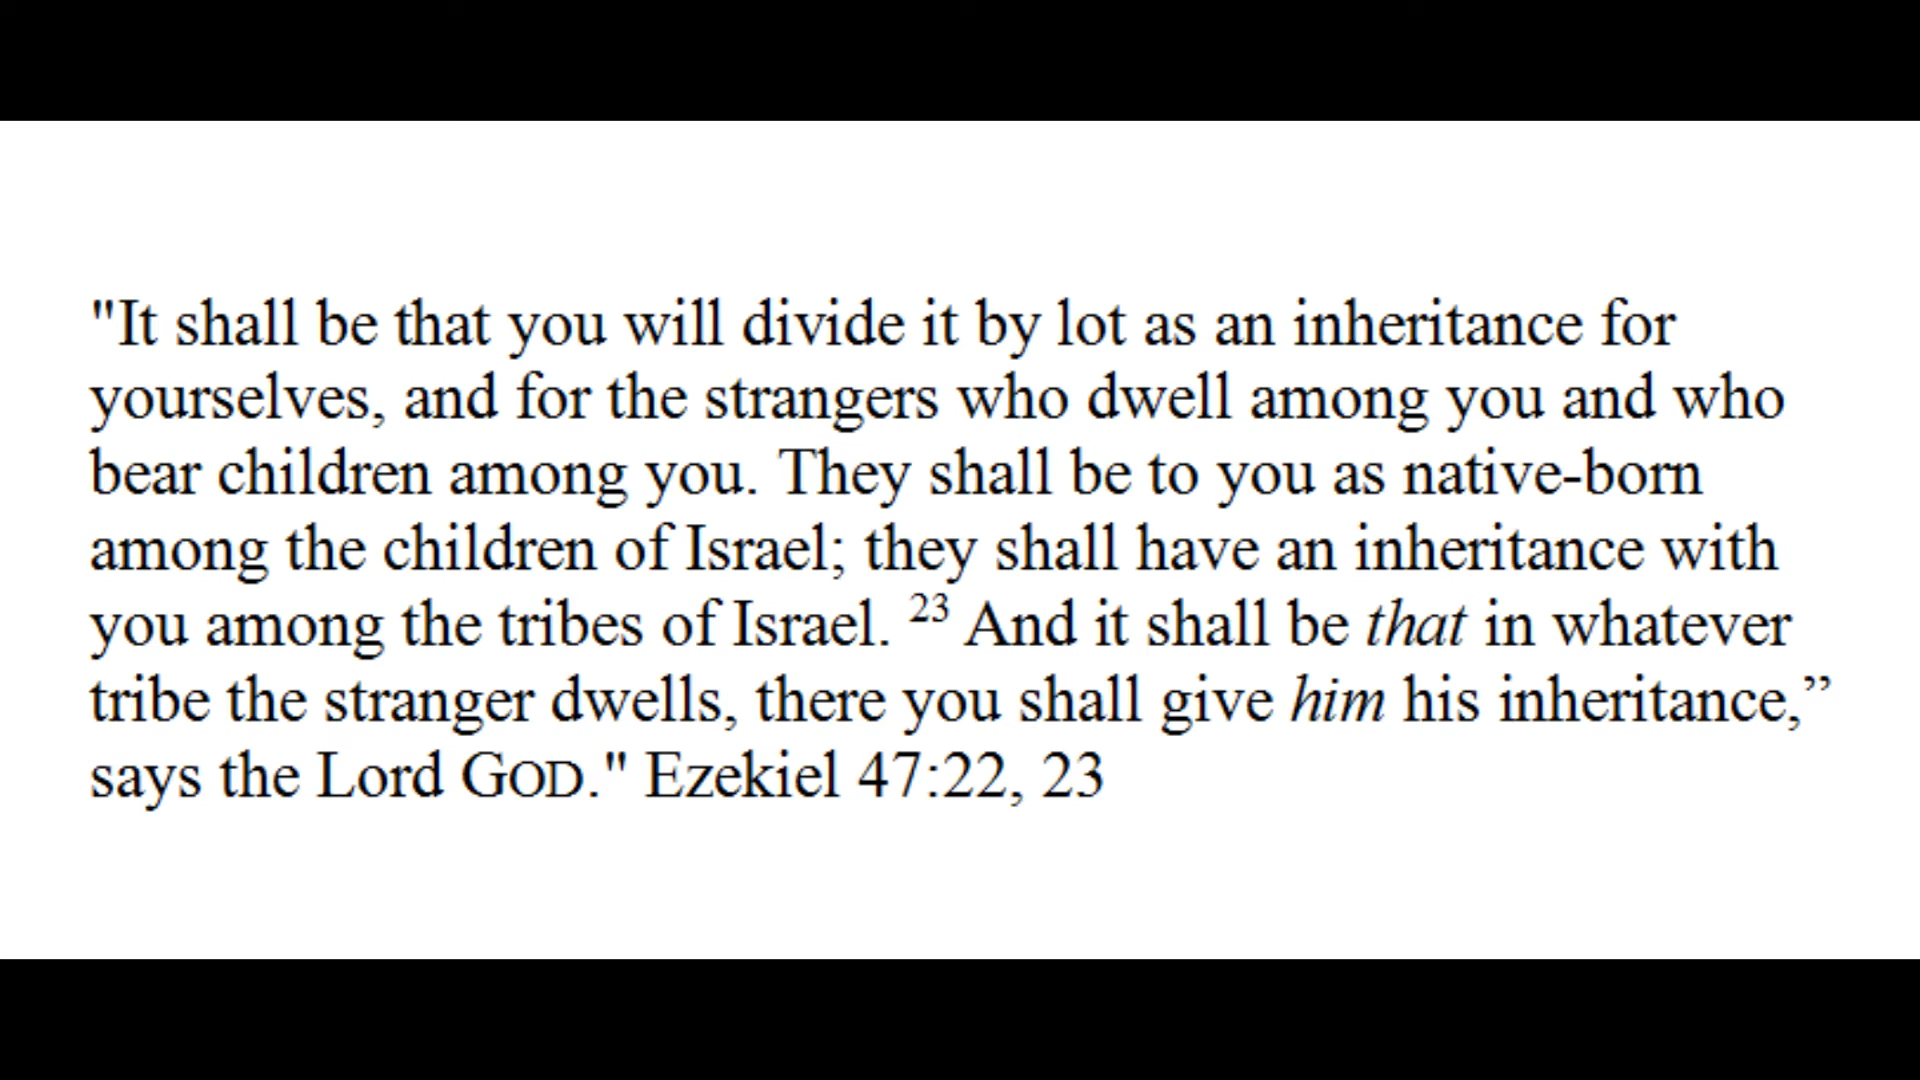 "It shall be that you will divide it by lot as an inheritance for
yourselves, and for the strangers who dwell among you and who
bear children among you. They shall be to you as native-born
among the children of Israel; they shall have an inheritance with
you among the tribes of Israel. 23 And it shall be that in whatever
tribe the stranger dwells, there you shall give him his inheritance,”
says the Lord GOD." Ezekiel 47:22, 23